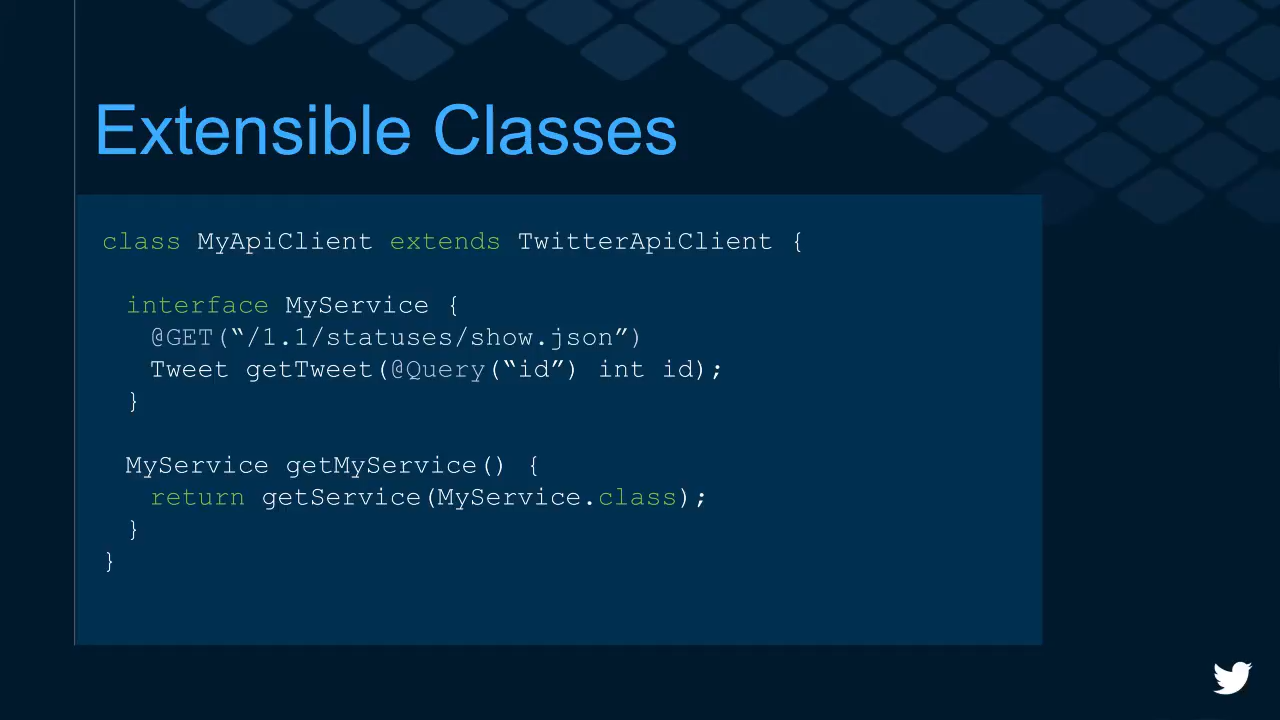 Extensible Classes
class MyApiClient extends TwitterApiClient {
interface MyService {
@GET(“/1.1/statuses/show.json”)
Tweet getTweet(@Query(“id”) int id);
}
MyService getMyService() {
return getService(MyService.class);
}
}